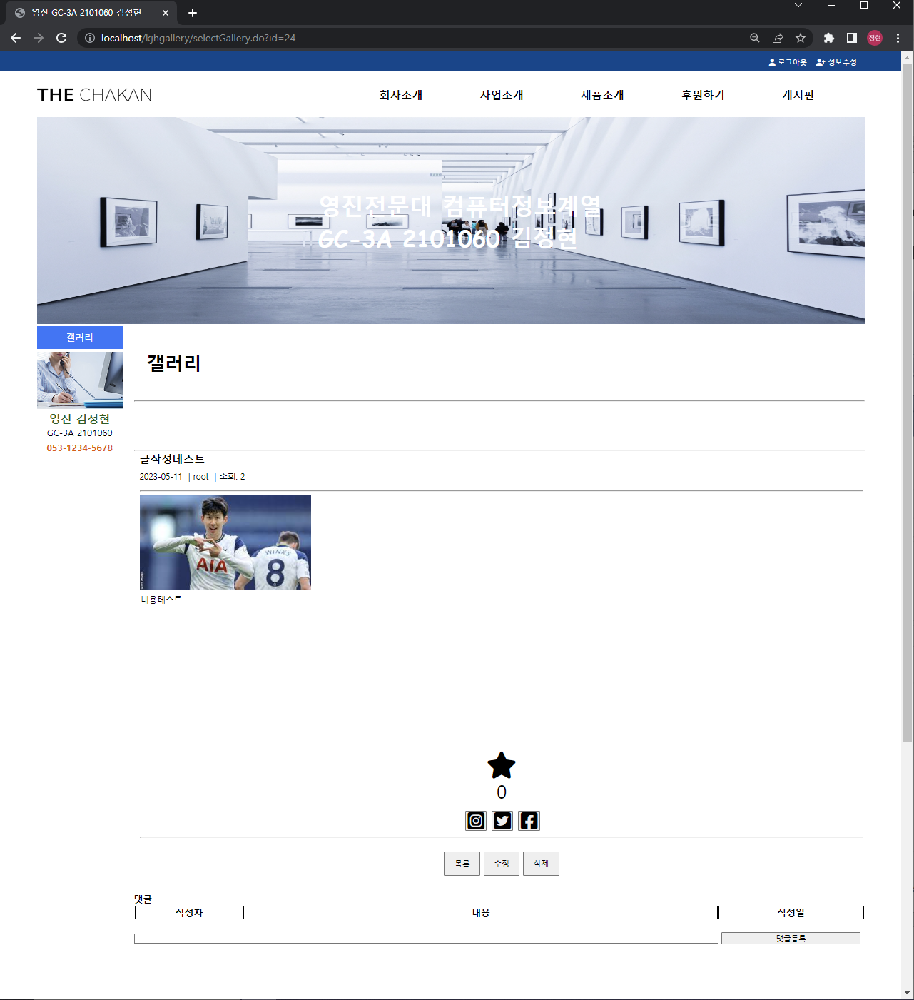 영진 GC-3A 2101060 김정현
localhost/kjhgallery/selectGallery.do?id=24
정현
로그아웃 정보수정
THE CHAKAN
회사소개 사업소개 제품소개 후원하기 게시판
영진전문대 컴퓨터정보계열
GC-3A 2101060 김정현
갤러리
갤러리
영진 김정현
GC-3A 2101060
053-1234-5678
글작성테스트
2023-05-11 | root | 조회: 2
WINKS
8
AIA
내용테스트
0
목록 수정 삭제
댓글
작성자 내용 작성일
댓글등록